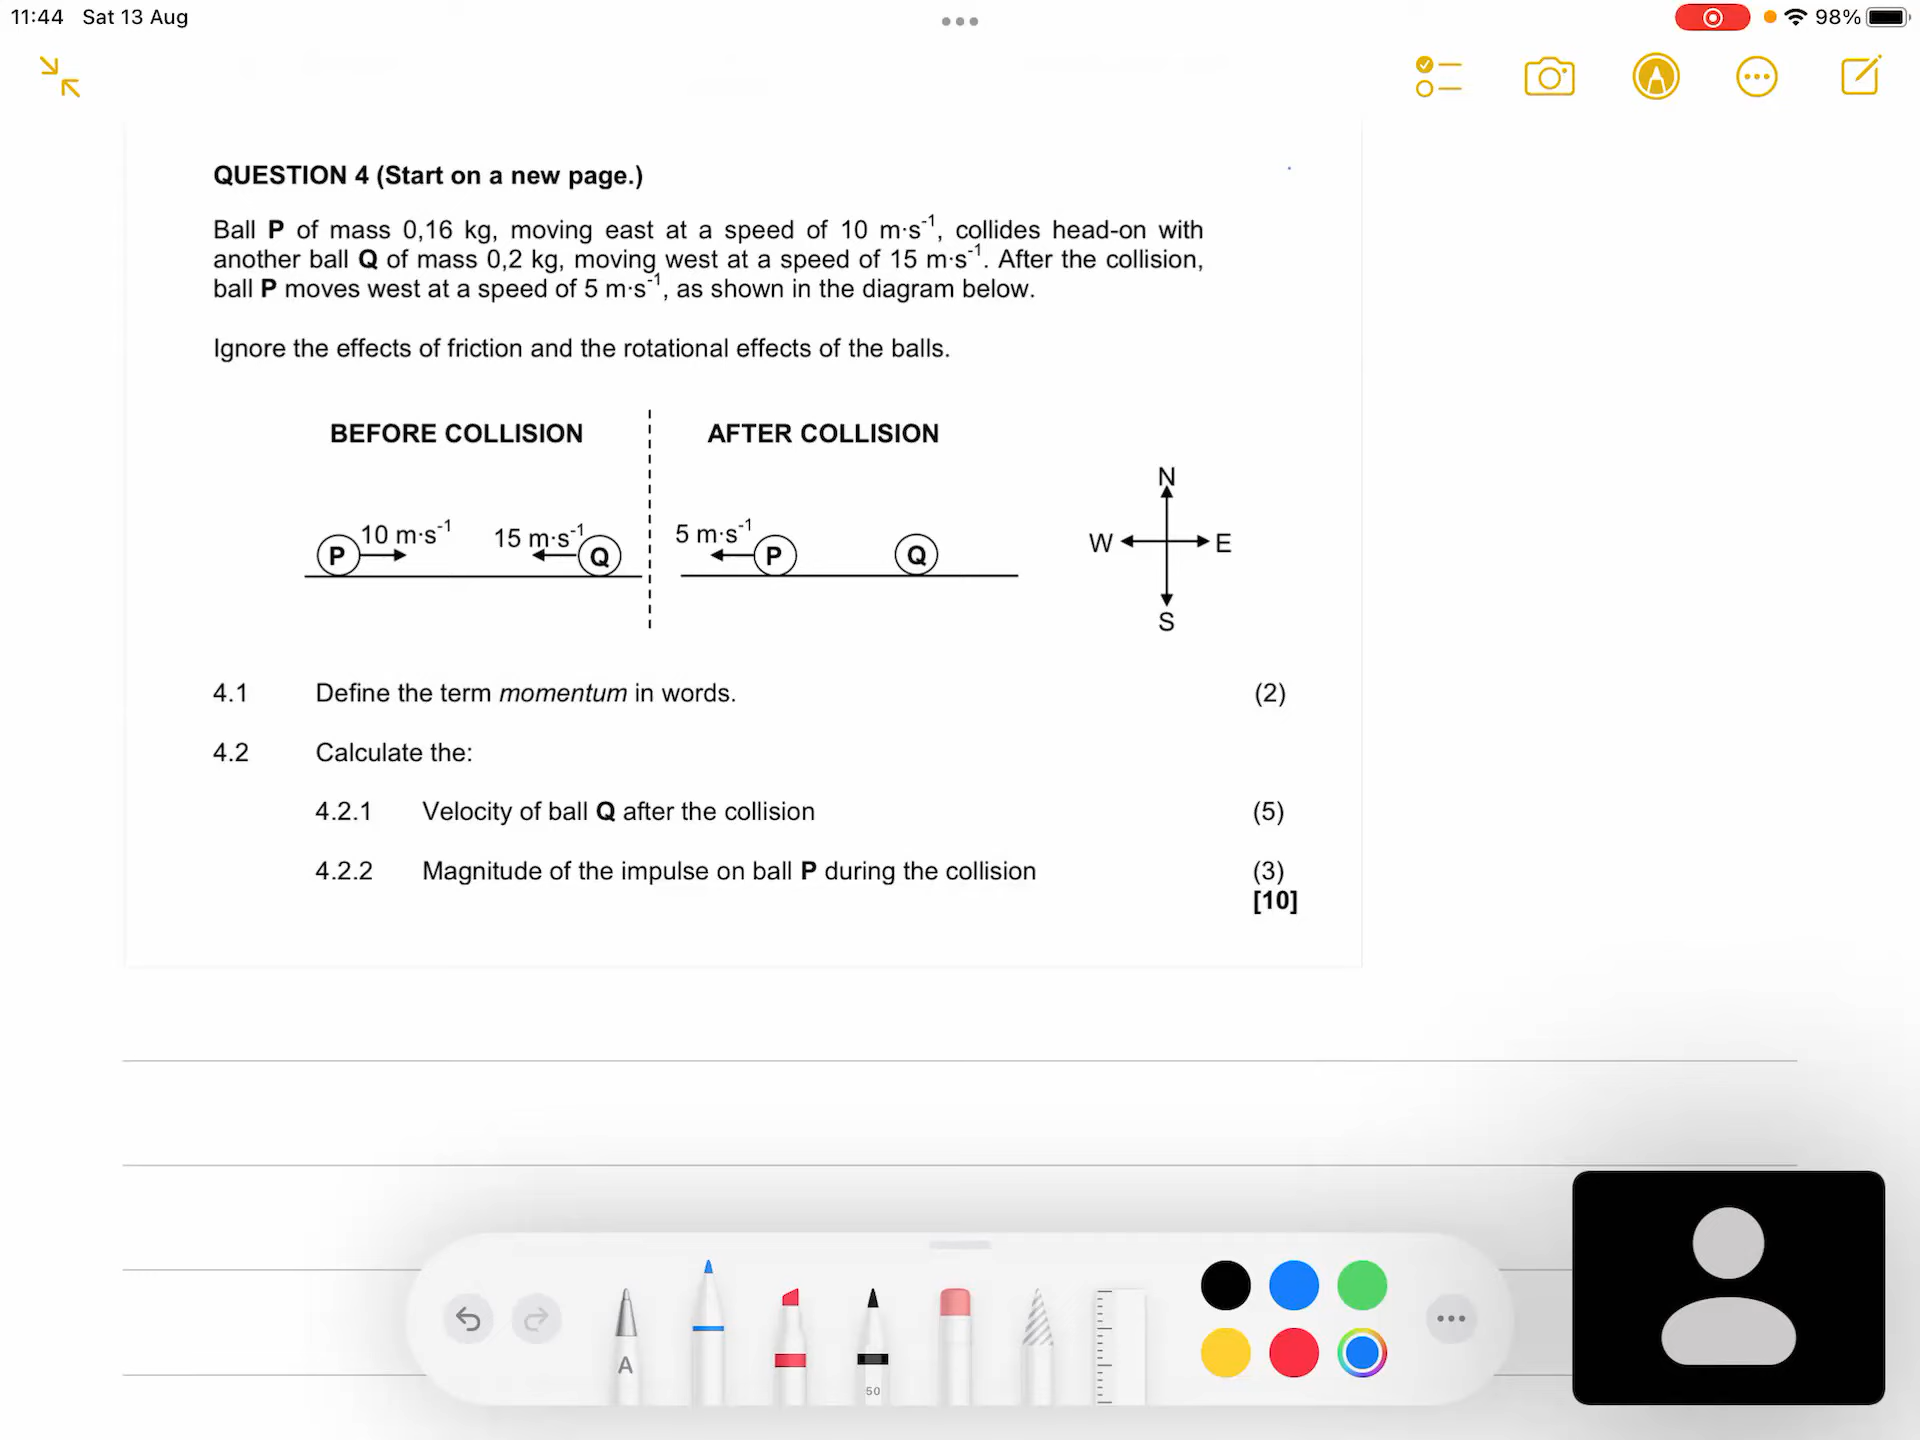 11:44 Sat 13 Aug
98%
QUESTION 4 (Start on a new page.)
Ball P of mass 0,16 kg, moving east at a speed of 10 m·s⁻¹, collides head-on with
another ball Q of mass 0,2 kg, moving west at a speed of 15 m·s⁻¹. After the collision,
ball P moves west at a speed of 5 m·s⁻¹, as shown in the diagram below.
Ignore the effects of friction and the rotational effects of the balls.
BEFORE COLLISION
AFTER COLLISION
P 10 m·s⁻¹ 15 m·s⁻¹ Q
5 m·s⁻¹ P Q
N
W E
S
4.1 Define the term momentum in words. (2)
4.2 Calculate the:
4.2.1 Velocity of ball Q after the collision (5)
4.2.2 Magnitude of the impulse on ball P during the collision (3)
[10]
A
50